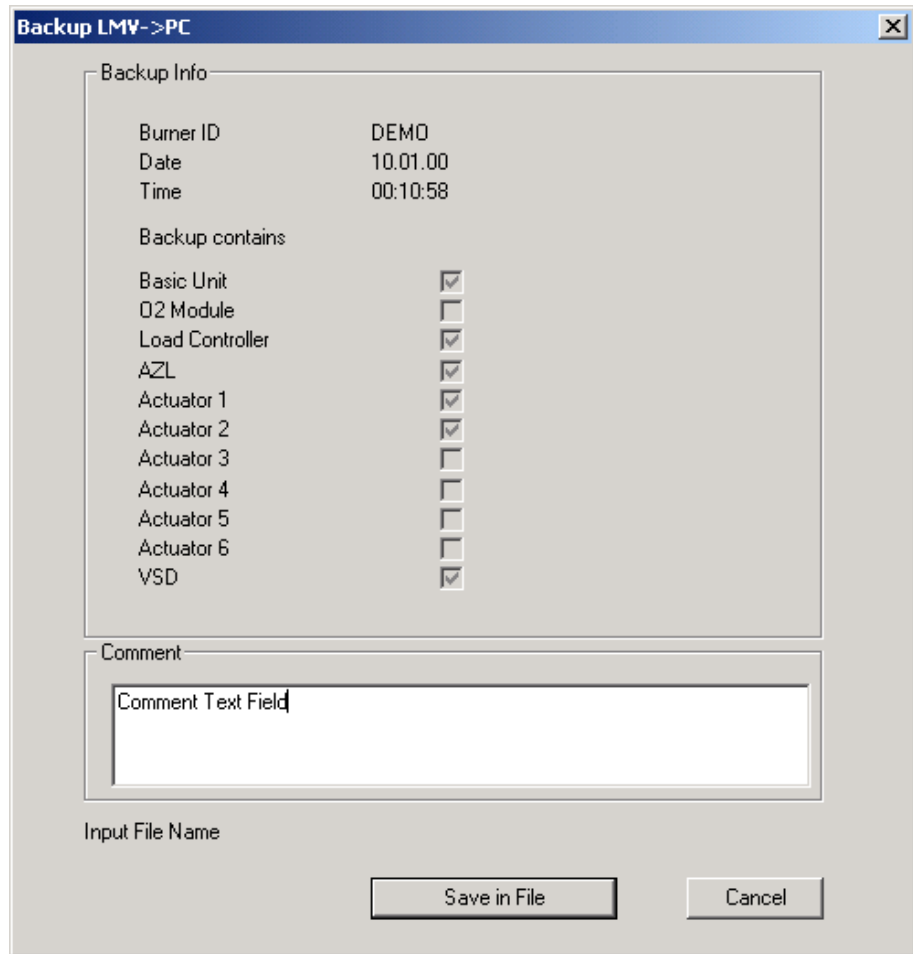 Backup LMV->PC
Backup Info
Burner ID DEMO
Date 10.01.00
Time 00:10:58
Backup contains
Basic Unit
O2 Module
Load Controller
AZL
Actuator 1
Actuator 2
Actuator 3
Actuator 4
Actuator 5
Actuator 6
VSD
Comment
Comment Text Field
Input File Name
Save in File Cancel